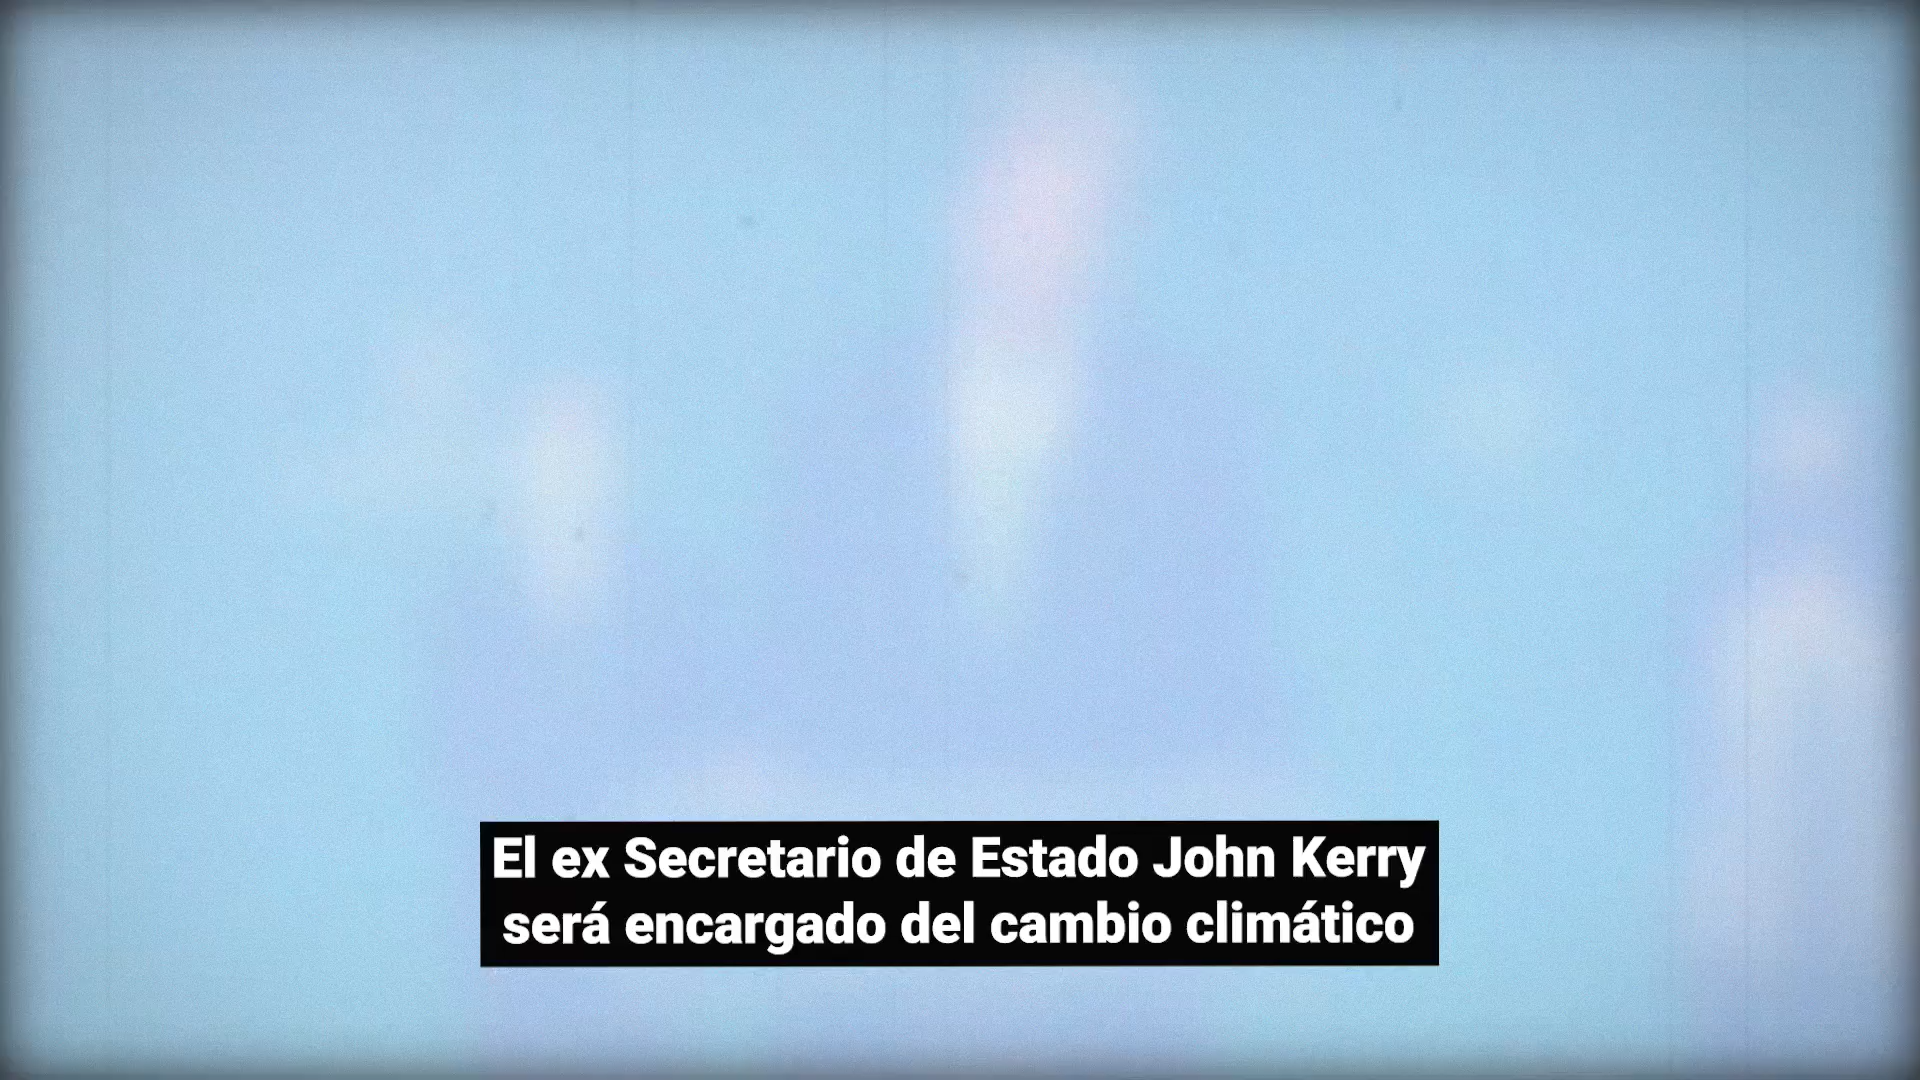 El ex Secretario de Estado John Kerry
será encargado del cambio climático